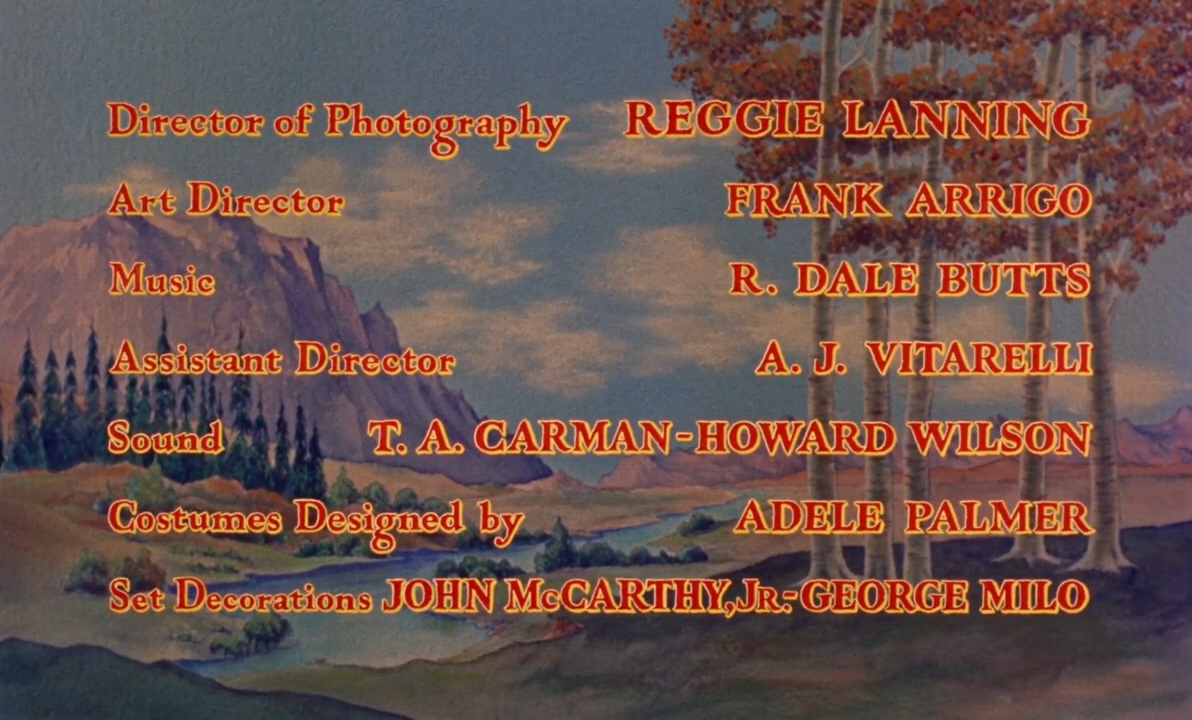 Director of Photography REGGIE LANNING
Art Director FRANK ARRIGO
Music R. DALE BUTTS
Assistant Director A. J. VITARELLI
Sound T. A. CARMAN-HOWARD WILSON
Costumes Designed by ADELE PALMER
Set Decorations JOHN McCARTHY, Jr.-GEORGE MILO